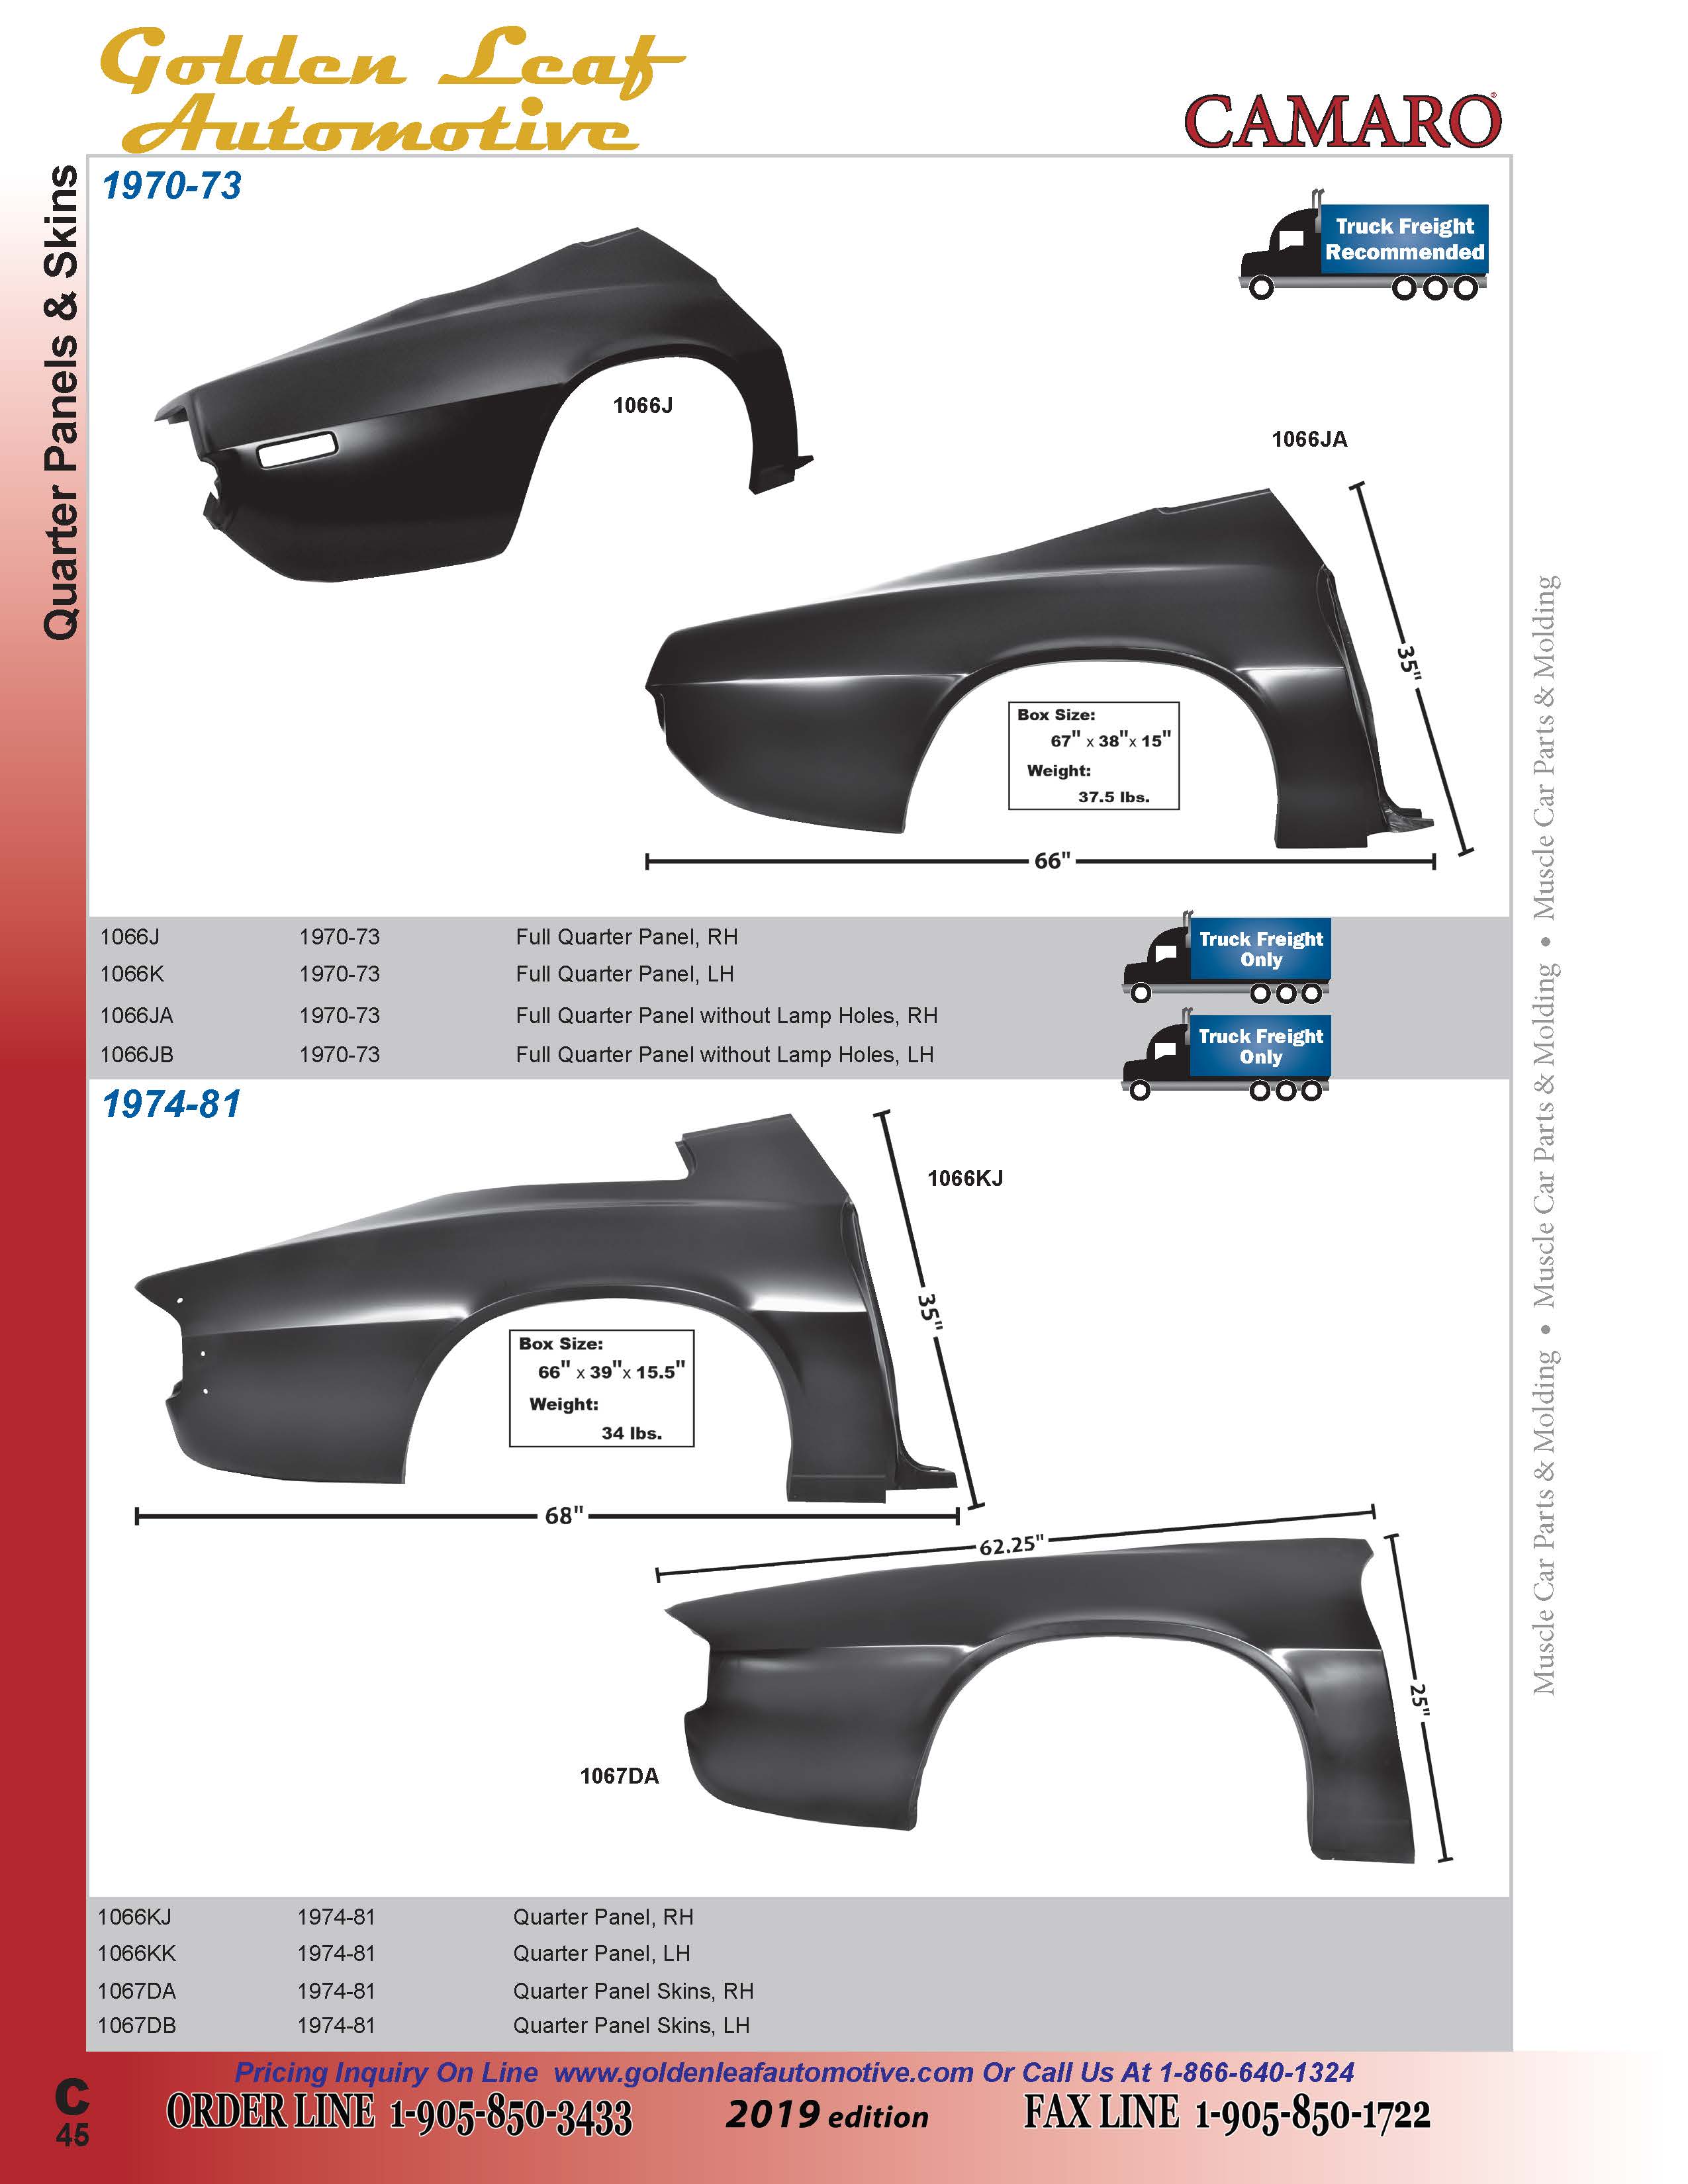 Golden Leaf
Automotive
CAMARO®
Quarter Panels & Skins
1970-73
Truck Freight
Recommended
1066J
1066JA
35"
Box Size:
67" x 38"x 15"
Weight:
37.5 lbs.
66"
1066J 1970-73 Full Quarter Panel, RH
1066K 1970-73 Full Quarter Panel, LH
1066JA 1970-73 Full Quarter Panel without Lamp Holes, RH
1066JB 1970-73 Full Quarter Panel without Lamp Holes, LH
Truck Freight
Only
Truck Freight
Only
1974-81
1066KJ
35"
Box Size:
66" x 39"x 15.5"
Weight:
34 lbs.
68"
62.25"
25"
1067DA
1066KJ 1974-81 Quarter Panel, RH
1066KK 1974-81 Quarter Panel, LH
1067DA 1974-81 Quarter Panel Skins, RH
1067DB 1974-81 Quarter Panel Skins, LH
Muscle Car Parts & Molding • Muscle Car Parts & Molding • Muscle Car Parts & Molding
Pricing Inquiry On Line www.goldenleafautomotive.com Or Call Us At 1-866-640-1324
C
45
ORDER LINE 1-905-850-3433 2019 edition FAX LINE 1-905-850-1722